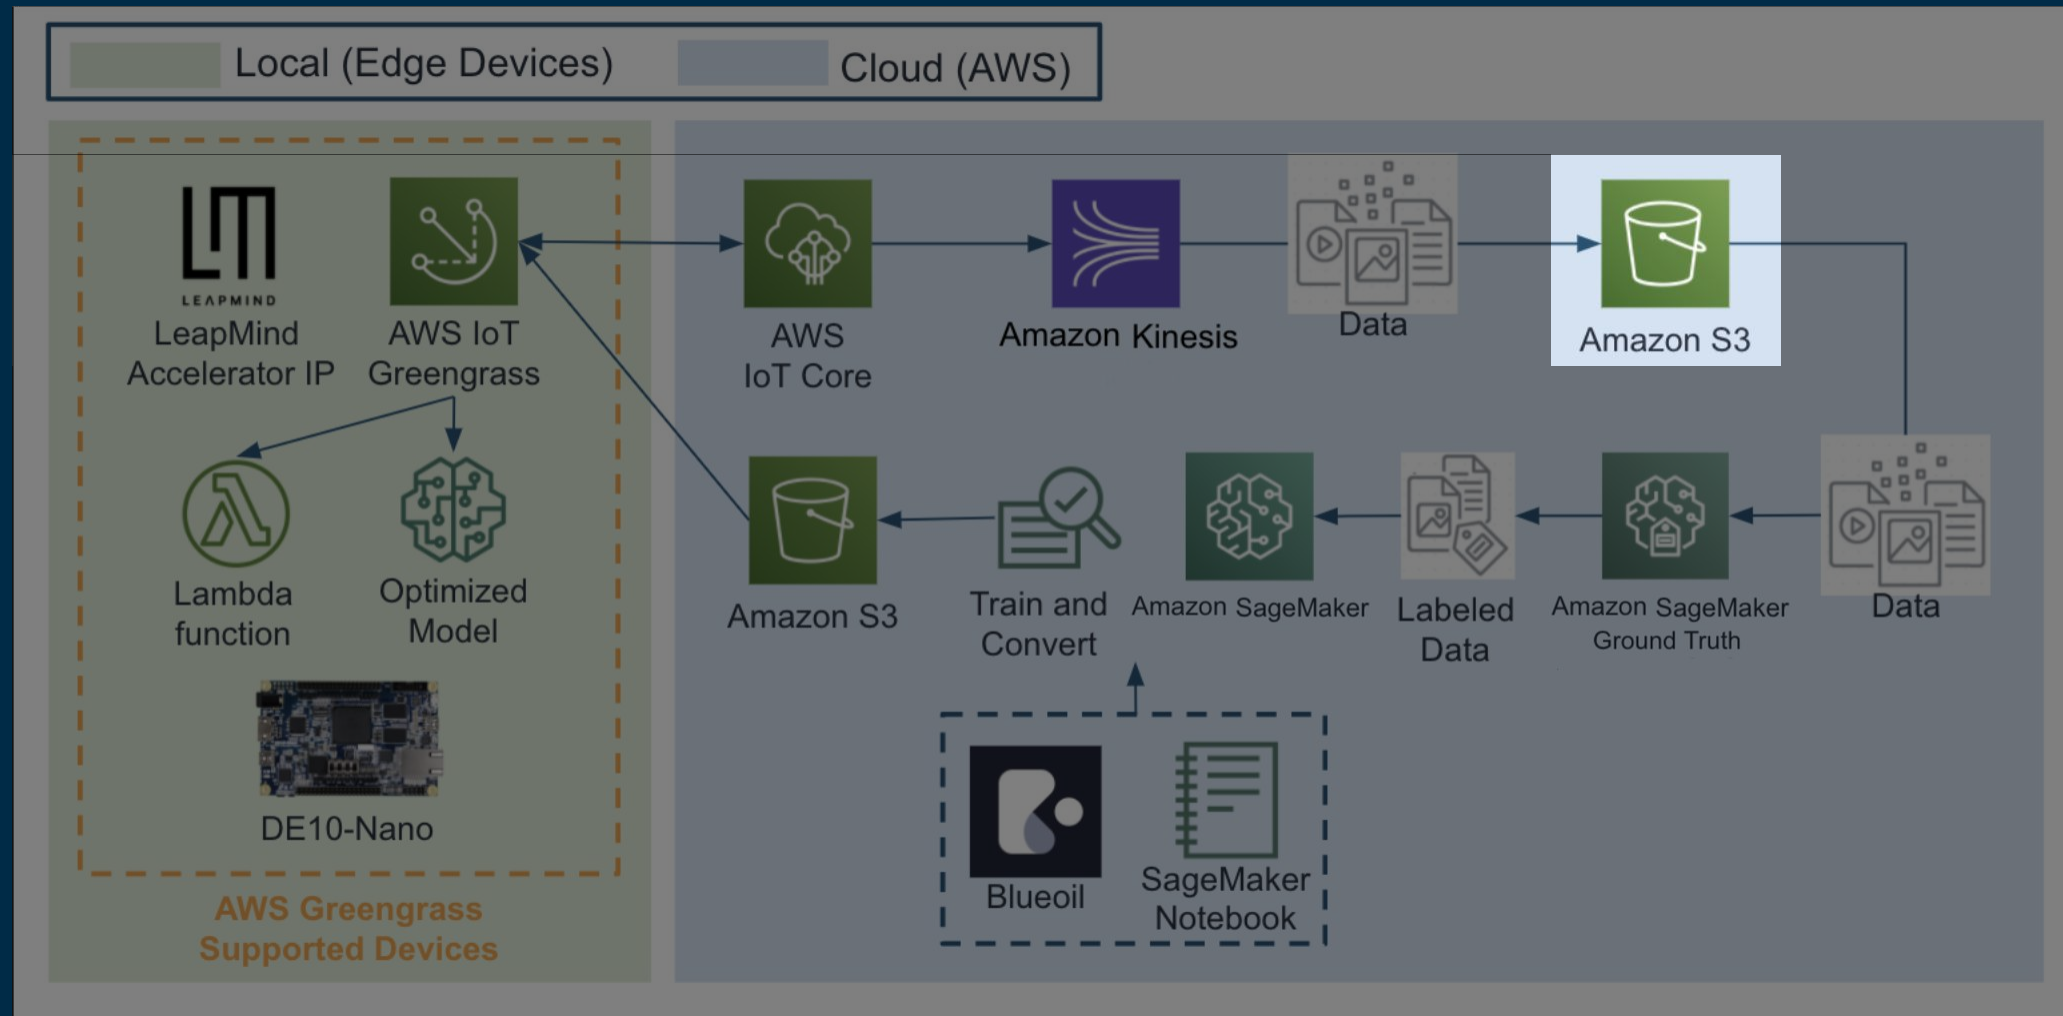 Local (Edge Devices)
Cloud (AWS)
LEAPMIND
LeapMind
Accelerator IP
AWS IoT
Greengrass
AWS
IoT Core
Amazon Kinesis
Data
Amazon S3
Lambda
function
Optimized
Model
Amazon S3
Train and
Convert
Amazon SageMaker
Labeled
Data
Amazon SageMaker
Ground Truth
Data
DE10-Nano
Blueoil
SageMaker
Notebook
AWS Greengrass
Supported Devices